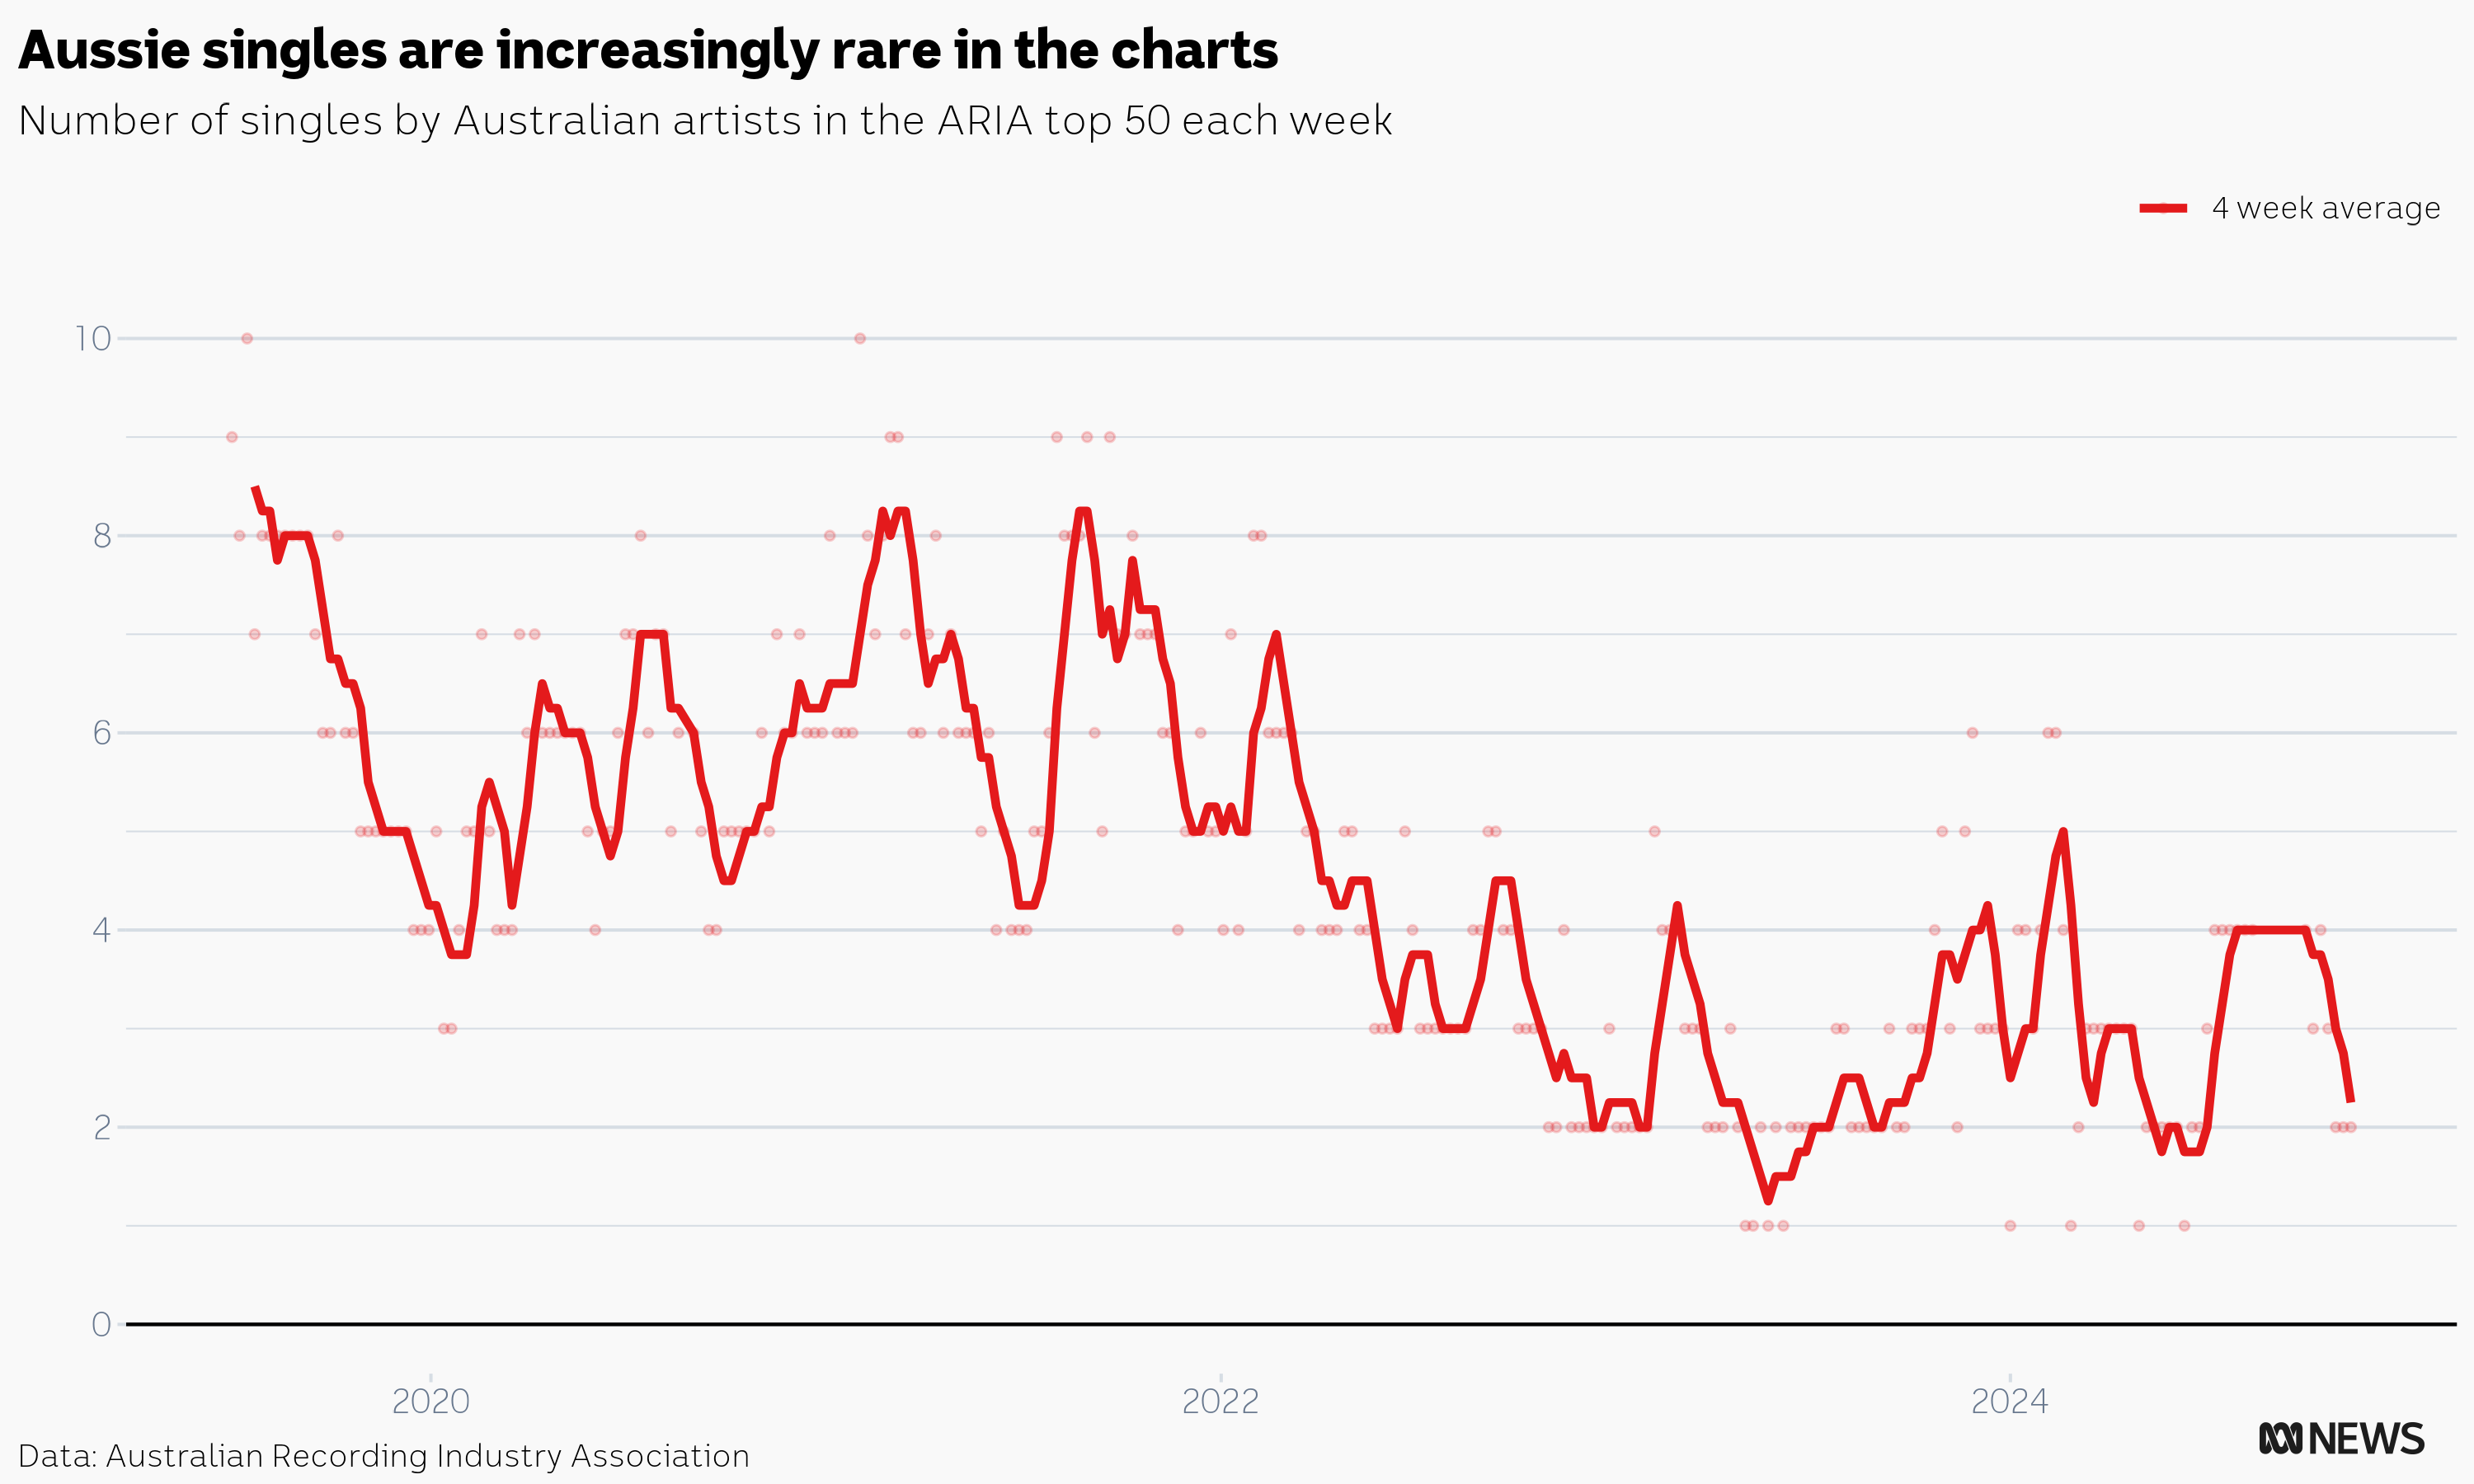 Aussie singles are increasingly rare in the charts
Number of singles by Australian artists in the ARIA top 50 each week
4 week average
10
8
6
4
2
0
2020
2022
2024
Data: Australian Recording Industry Association
NEWS